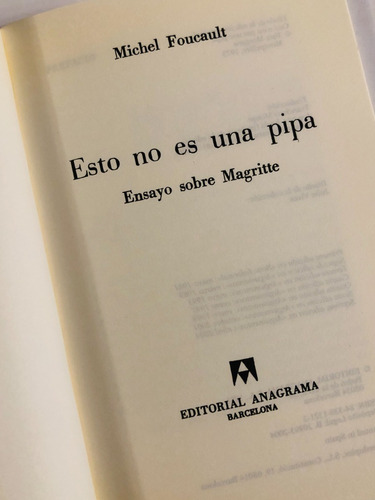 Michel Foucault
Esto no es una pipa
Ensayo sobre Magritte
EDITORIAL ANAGRAMA
BARCELONA